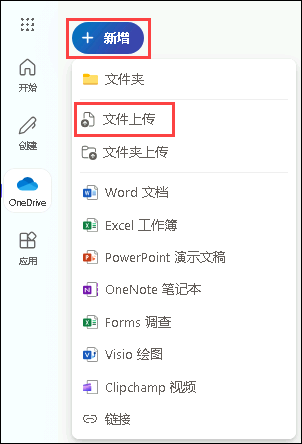 新增
开始
创建
OneDrive
应用
文件夹
文件上传
文件夹上传
Word 文档
Excel 工作簿
PowerPoint 演示文稿
OneNote 笔记本
Forms 调查
Visio 绘图
Clipchamp 视频
链接